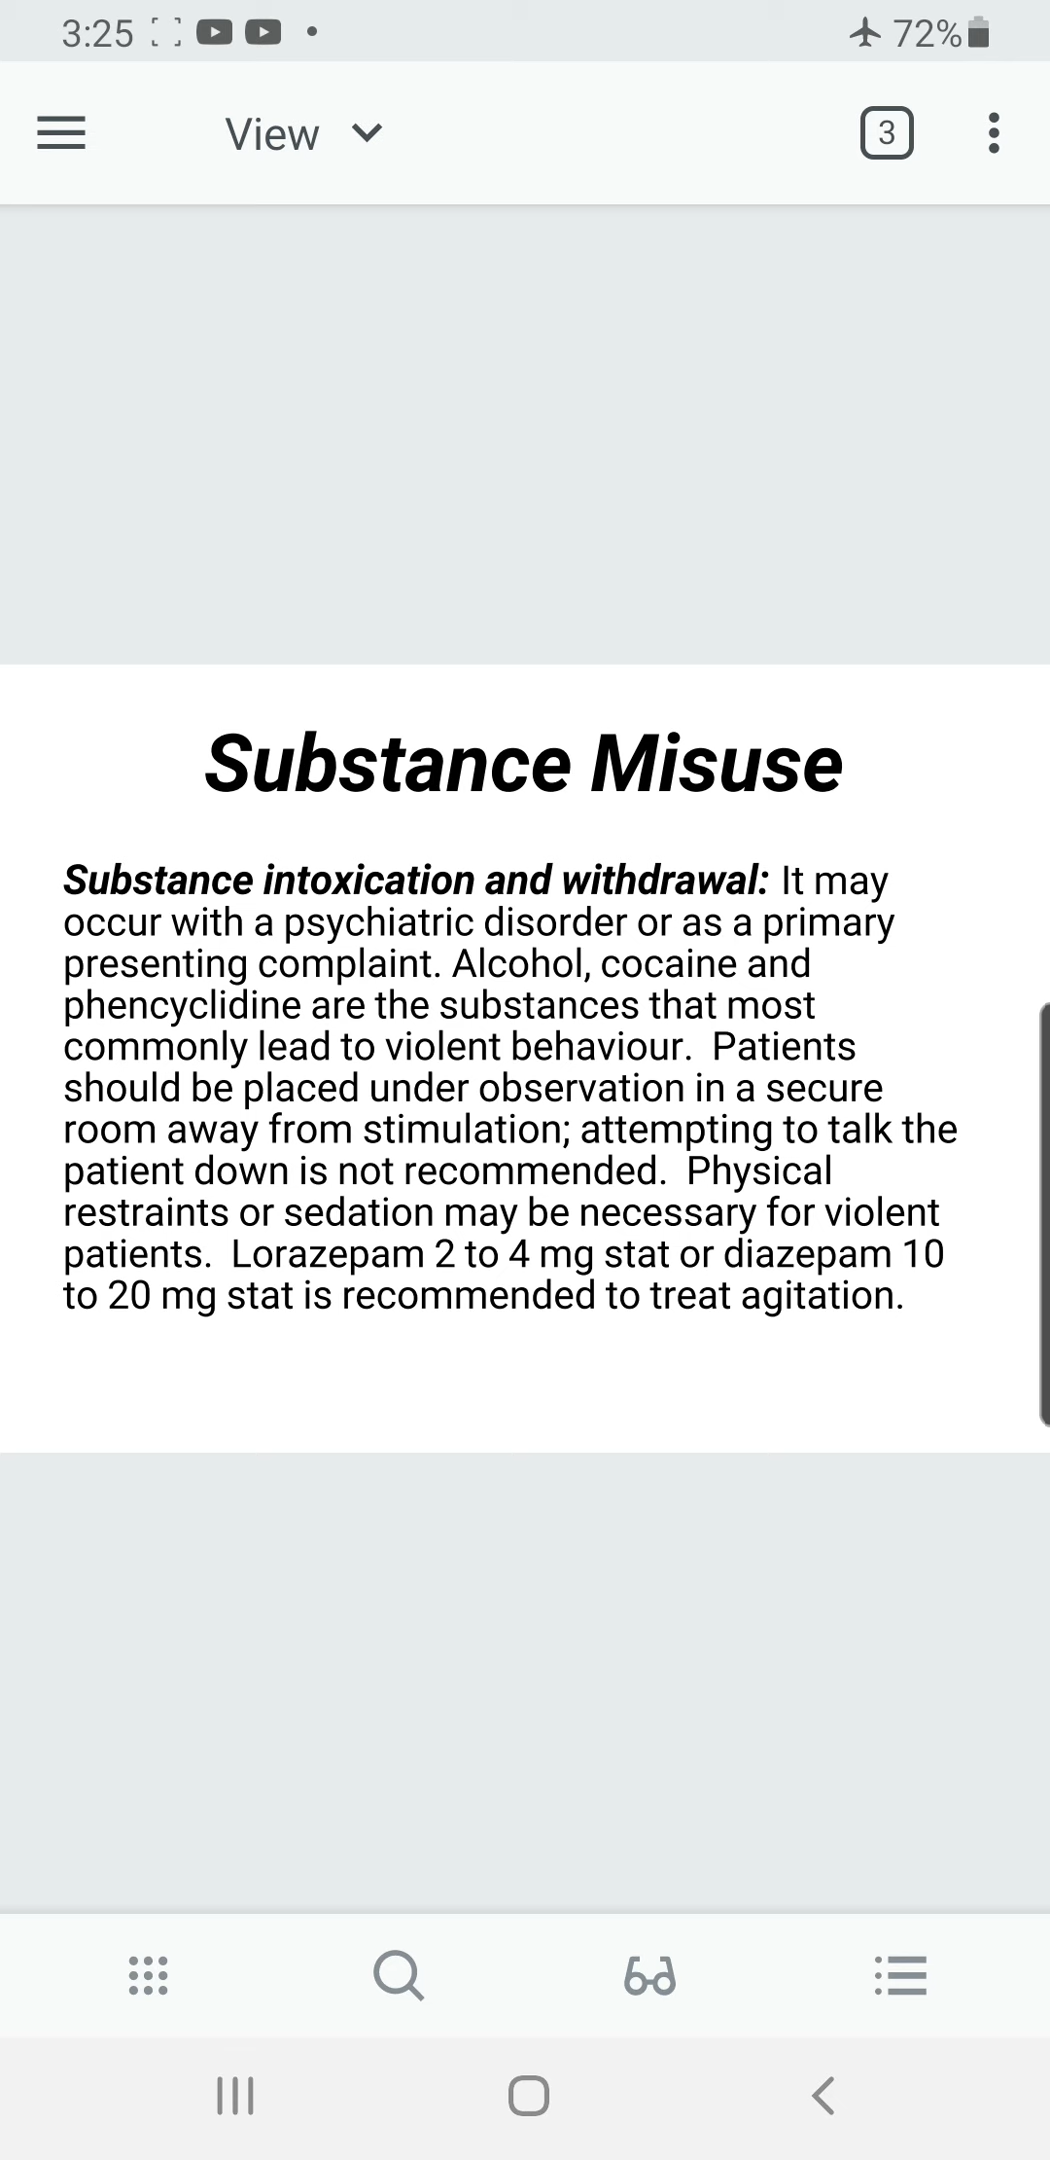 3:25
72%
View
3
Substance Misuse
Substance intoxication and withdrawal: It may
occur with a psychiatric disorder or as a primary
presenting complaint. Alcohol, cocaine and
phencyclidine are the substances that most
commonly lead to violent behaviour.  Patients
should be placed under observation in a secure
room away from stimulation; attempting to talk the
patient down is not recommended.  Physical
restraints or sedation may be necessary for violent
patients.  Lorazepam 2 to 4 mg stat or diazepam 10
to 20 mg stat is recommended to treat agitation.